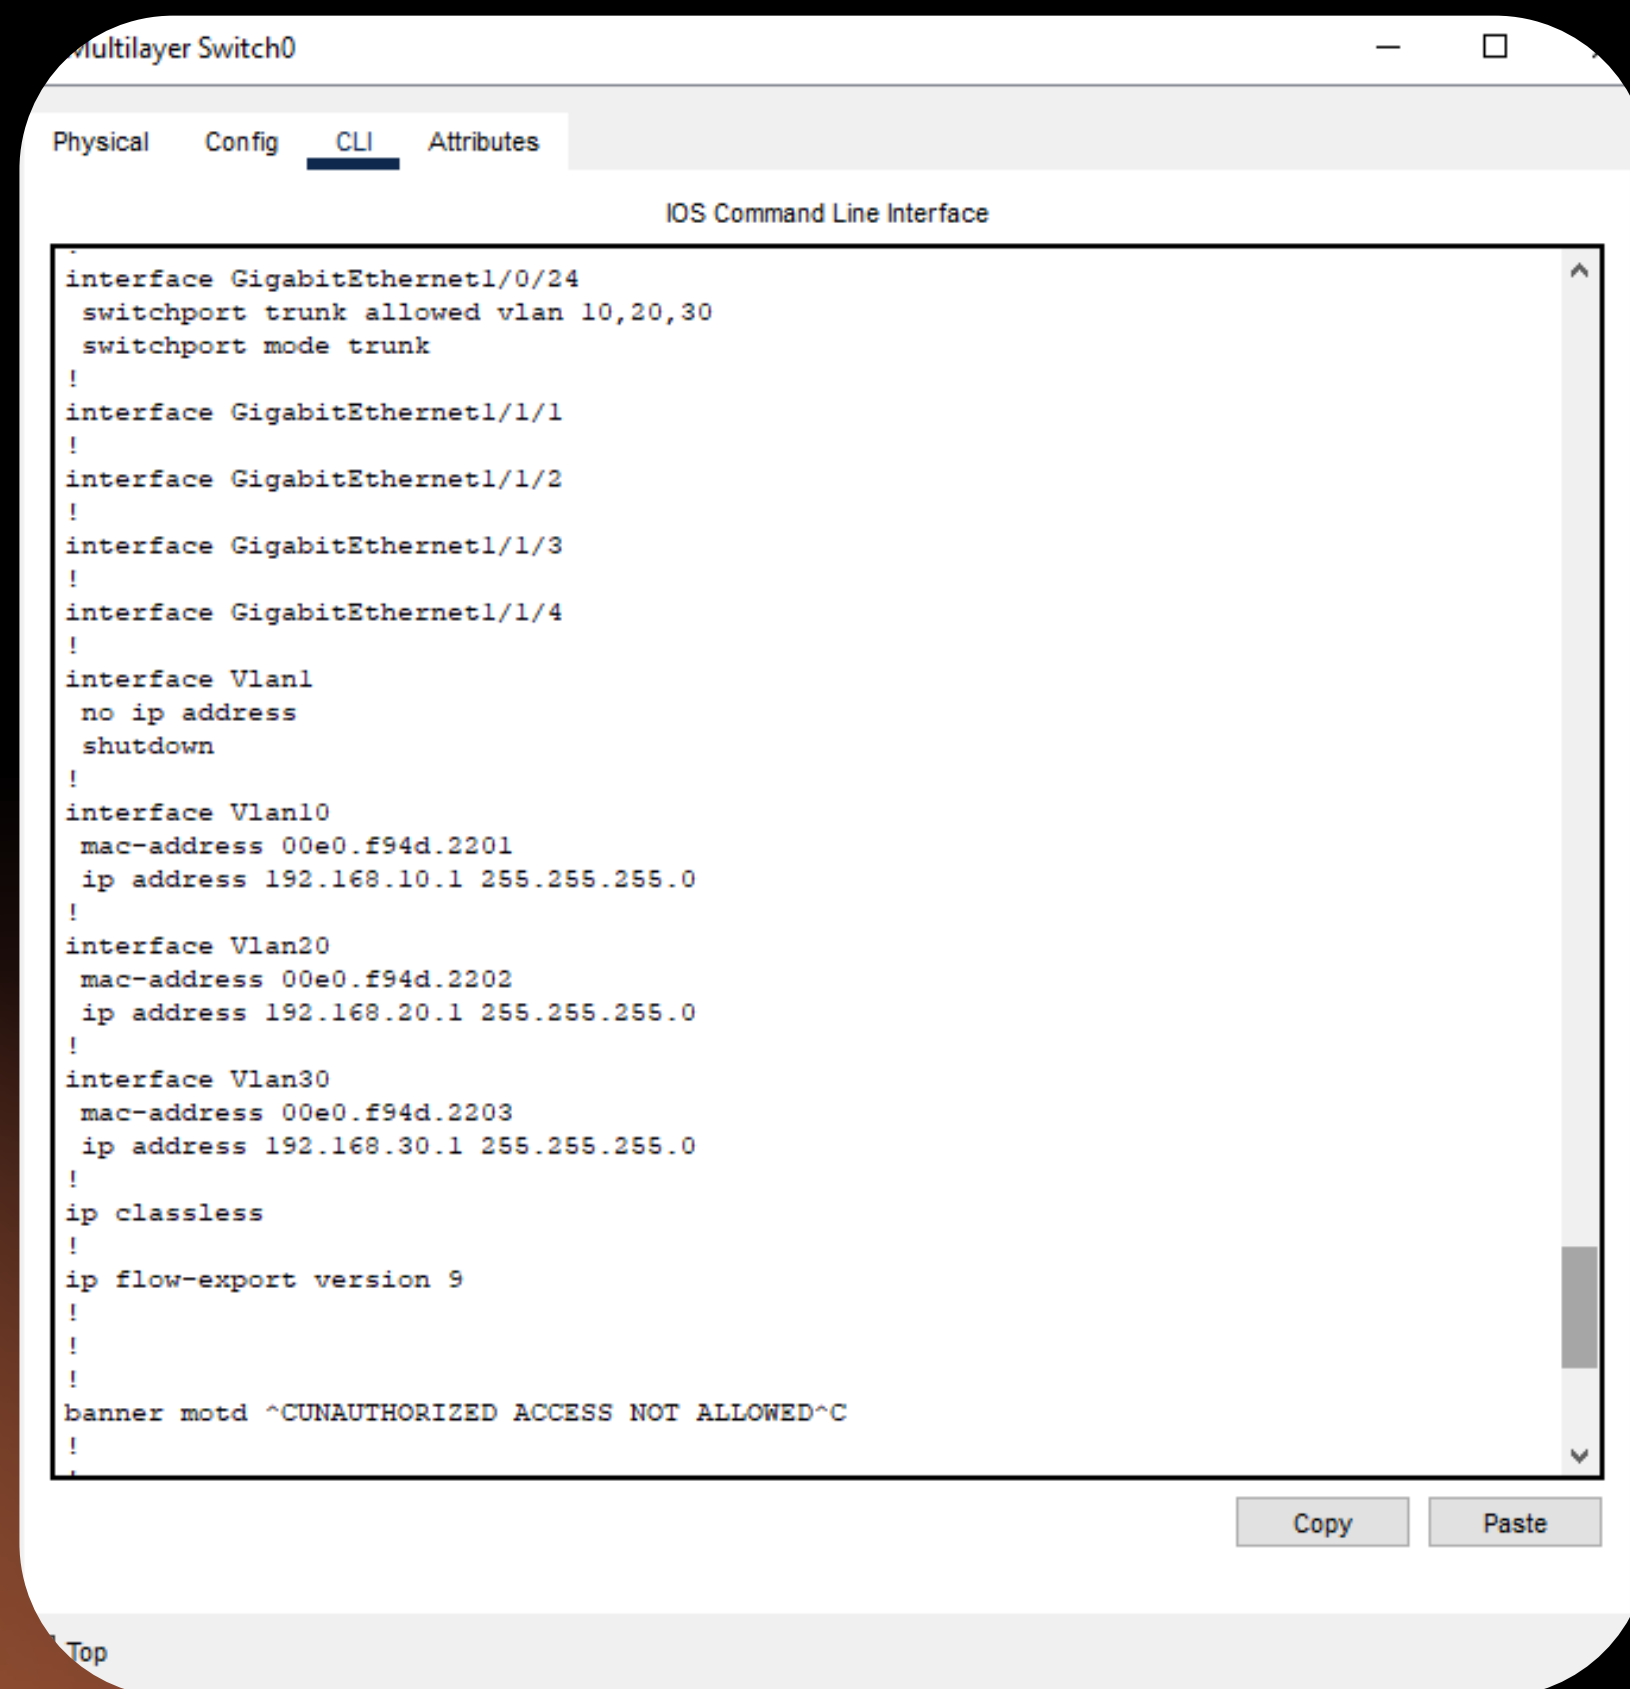 Multilayer Switch0
Physical Config CLI Attributes
IOS Command Line Interface
!
interface GigabitEthernet1/0/24
switchport trunk allowed vlan 10,20,30
switchport mode trunk
!
interface GigabitEthernet1/1/1
!
interface GigabitEthernet1/1/2
!
interface GigabitEthernet1/1/3
!
interface GigabitEthernet1/1/4
!
interface Vlan1
no ip address
shutdown
!
interface Vlan10
mac-address 00e0.f94d.2201
ip address 192.168.10.1 255.255.255.0
!
interface Vlan20
mac-address 00e0.f94d.2202
ip address 192.168.20.1 255.255.255.0
!
interface Vlan30
mac-address 00e0.f94d.2203
ip address 192.168.30.1 255.255.255.0
!
ip classless
!
ip flow-export version 9
!
!
!
banner motd ^CUNAUTHORIZED ACCESS NOT ALLOWED^C
!
!
Copy Paste
Top